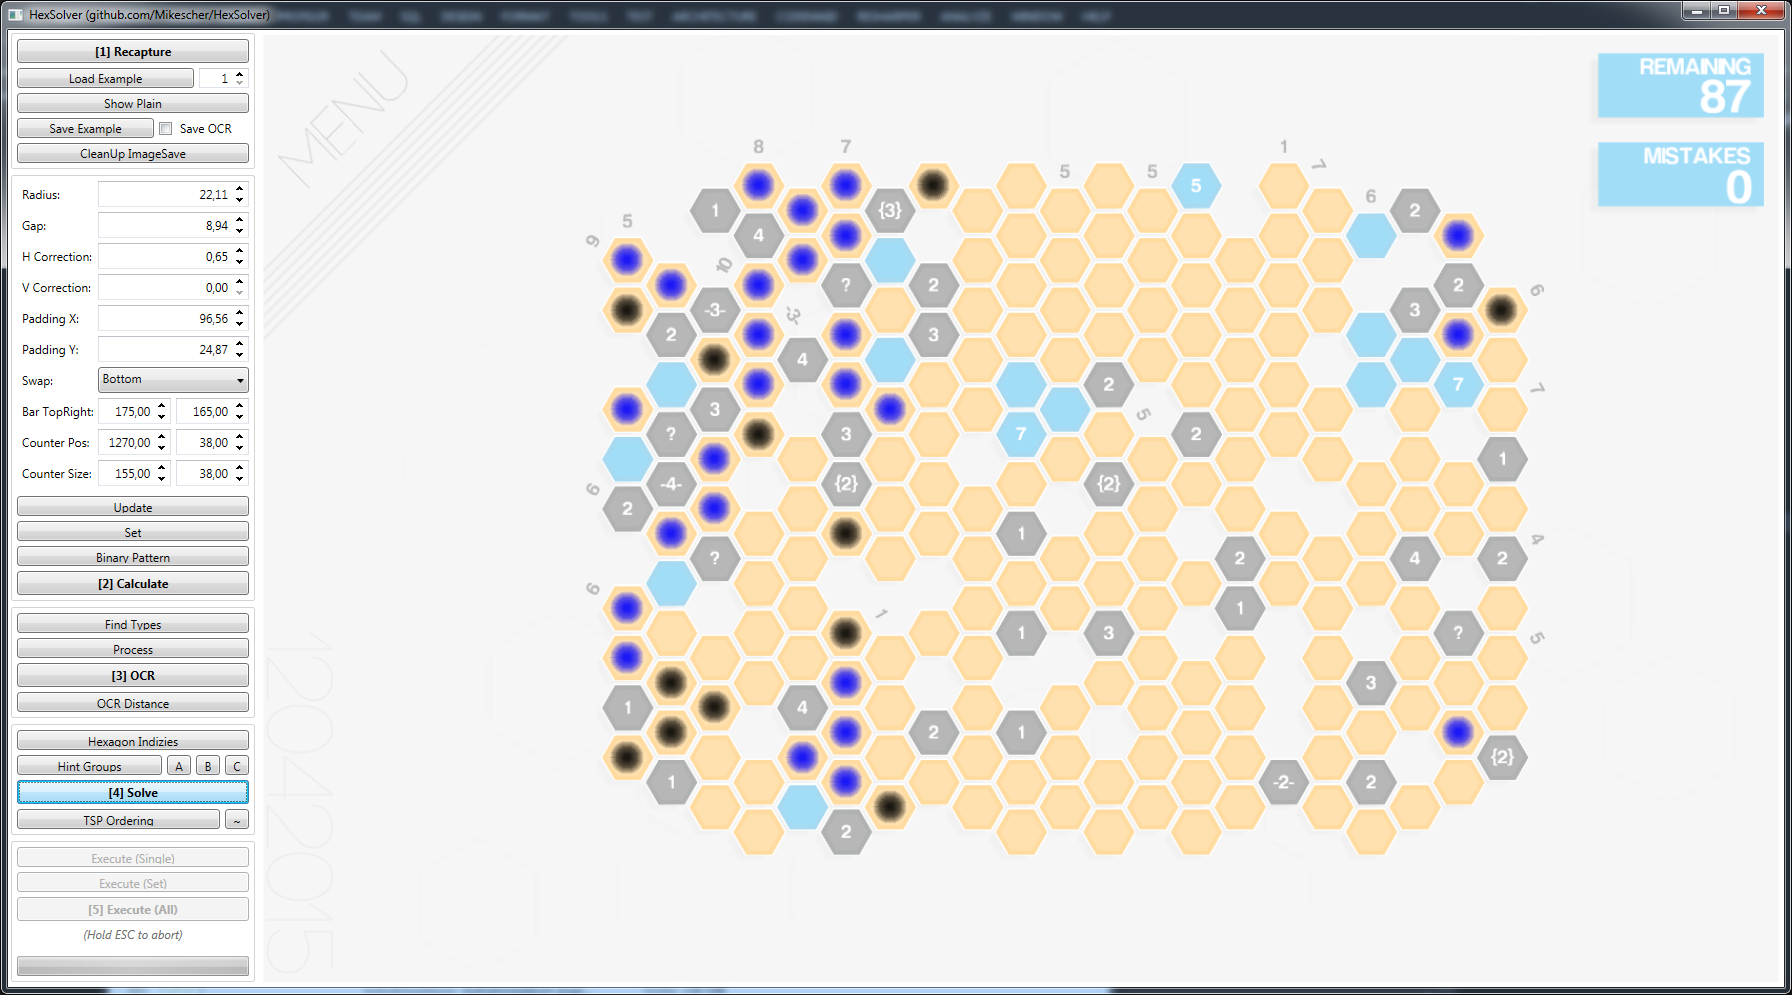 HexSolver (github.com/Mikescher/HexSolver)
[1] Recapture
Load Example 1
Show Plain
Save Example Save OCR
CleanUp ImageSave
Radius: 22,11
Gap: 8,94
H Correction: 0,65
V Correction: 0,00
Padding X: 96,56
Padding Y: 24,87
Swap: Bottom
Bar TopRight: 175,00 165,00
Counter Pos: 1270,00 38,00
Counter Size: 155,00 38,00
Update
Set
Binary Pattern
[2] Calculate
Find Types
Process
[3] OCR
OCR Distance
Hexagon Indizies
Hint Groups A B C
[4] Solve
TSP Ordering ~
Execute (Single)
Execute (Set)
[5] Execute (All)
(Hold ESC to abort)
MENU
12042015
REMAINING
87
MISTAKES
0
8 7 1
7
5 5
5
6
1 {3} 2
5
4
6
10
? 2 2
6
-3- -3- 3
2 3
4
2
7
7
3 5
? 3 7 2
1
-4- {2} {2}
6
2
1
? 2 4 2
4
6
1
1
1 3 ?
5
3
1 4
2 1
{2}
1 -2- 2
2